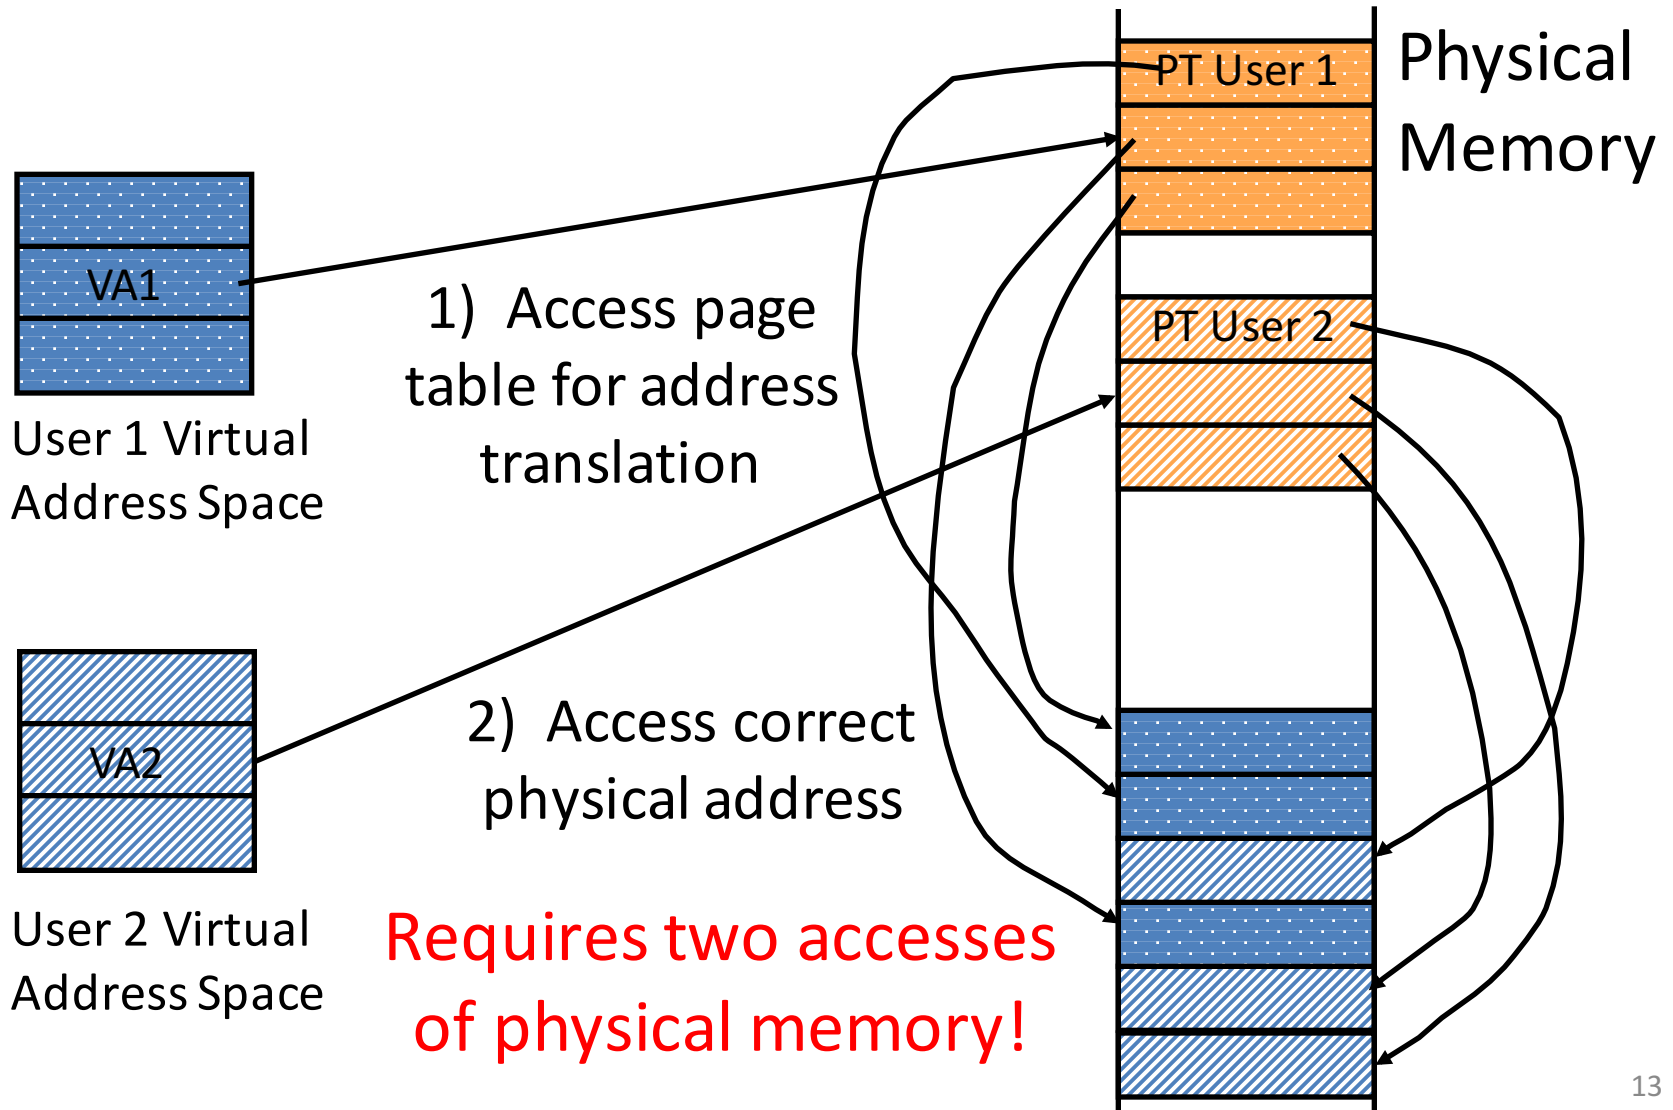 PT User 1
Physical
Memory
VA1
1) Access page
table for address
translation
PT User 2
User 1 Virtual
Address Space
2) Access correct
physical address
VA2
User 2 Virtual
Address Space
Requires two accesses
of physical memory!
13